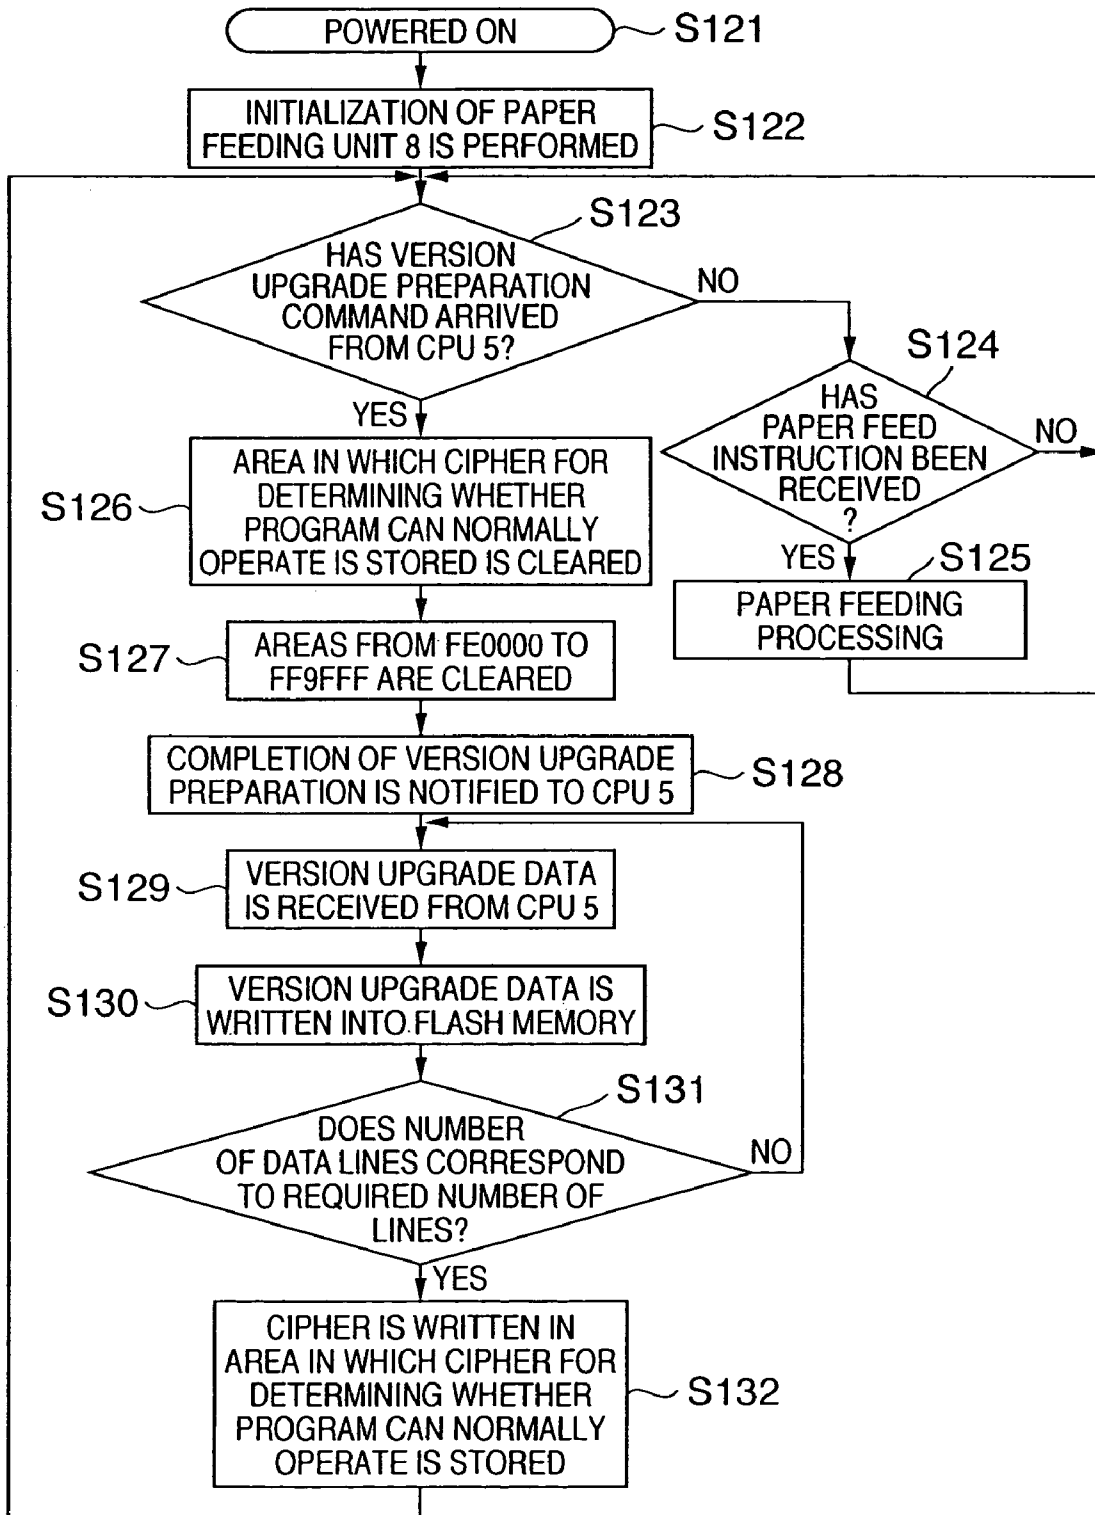 POWERED ON
S121
INITIALIZATION OF PAPER
FEEDING UNIT 8 IS PERFORMED
S122
S123
HAS VERSION
UPGRADE PREPARATION
COMMAND ARRIVED
FROM CPU 5?
NO
YES
S124
HAS
PAPER FEED
INSTRUCTION BEEN
RECEIVED
?
NO
YES
S125
PAPER FEEDING
PROCESSING
AREA IN WHICH CIPHER FOR
DETERMINING WHETHER
PROGRAM CAN NORMALLY
OPERATE IS STORED IS CLEARED
S126
AREAS FROM FE0000 TO
FF9FFF ARE CLEARED
S127
COMPLETION OF VERSION UPGRADE
PREPARATION IS NOTIFIED TO CPU 5
S128
VERSION UPGRADE DATA
IS RECEIVED FROM CPU 5
S129
VERSION UPGRADE DATA IS
WRITTEN INTO FLASH MEMORY
S130
S131
DOES NUMBER
OF DATA LINES CORRESPOND
TO REQUIRED NUMBER OF
LINES?
NO
YES
CIPHER IS WRITTEN IN
AREA IN WHICH CIPHER FOR
DETERMINING WHETHER
PROGRAM CAN NORMALLY
OPERATE IS STORED
S132